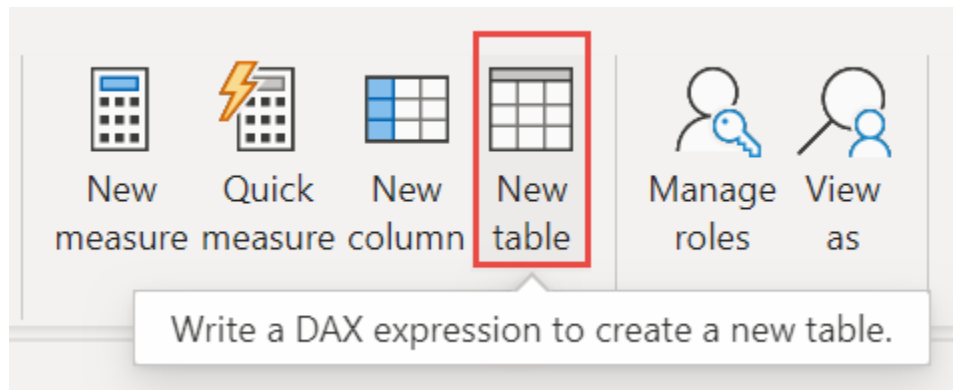 New Quick New New Manage View
measure measure column table roles as
Write a DAX expression to create a new table.